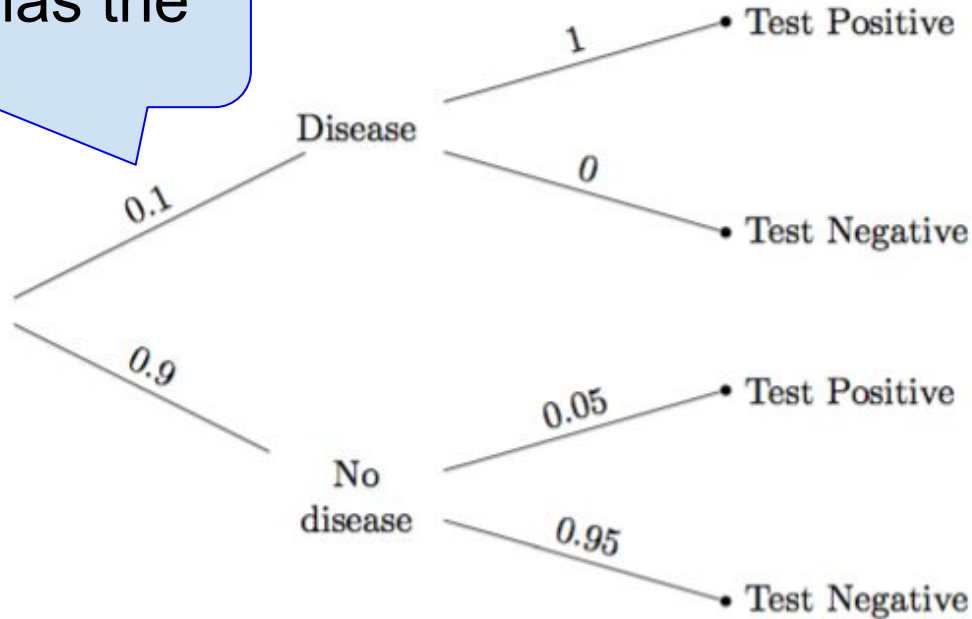 has the
1
Test Positive
Disease
0
0.1
Test Negative
0.9
0.05
Test Positive
No
disease
0.95
Test Negative